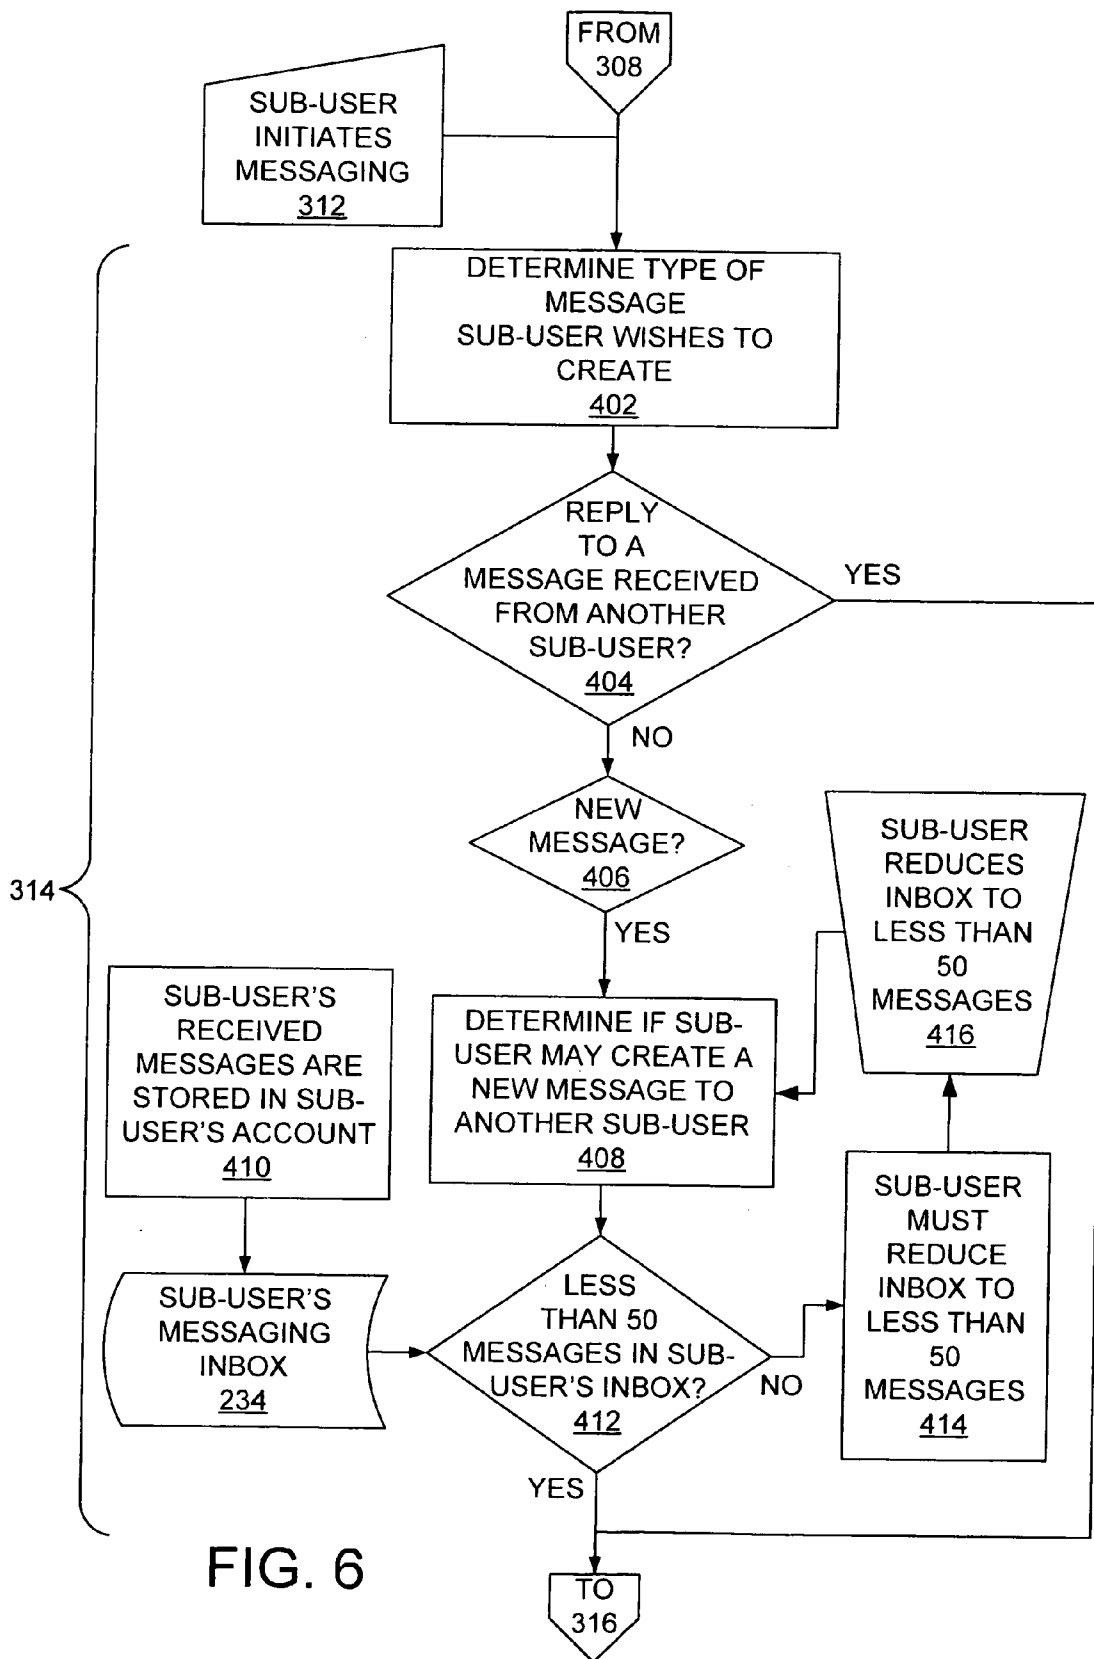 FROM
308
SUB-USER
INITIATES
MESSAGING
312
DETERMINE TYPE OF
MESSAGE
SUB-USER WISHES TO
CREATE
402
REPLY
TO A
MESSAGE RECEIVED
FROM ANOTHER
SUB-USER?
404
YES
NO
NEW
MESSAGE?
406
YES
314
SUB-USER
REDUCES
INBOX TO
LESS THAN
50
MESSAGES
416
SUB-USER'S
RECEIVED
MESSAGES ARE
STORED IN SUB-
USER'S ACCOUNT
410
DETERMINE IF SUB-
USER MAY CREATE A
NEW MESSAGE TO
ANOTHER SUB-USER
408
SUB-USER
MUST
REDUCE
INBOX TO
LESS THAN
50
MESSAGES
414
SUB-USER'S
MESSAGING
INBOX
234
LESS
THAN 50
MESSAGES IN SUB-
USER'S INBOX?
412
NO
YES
FIG. 6
TO
316